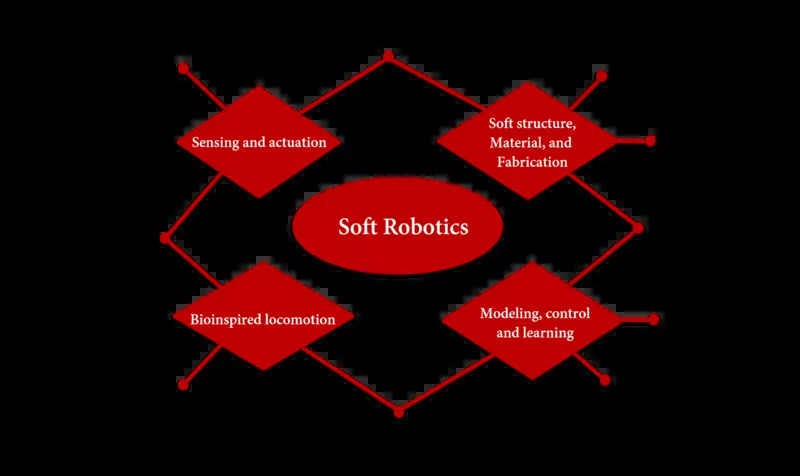 Sensing and actuation
Soft structure,
Material, and
Fabrication
Soft Robotics
Bioinspired locomotion
Modeling, control
and learning